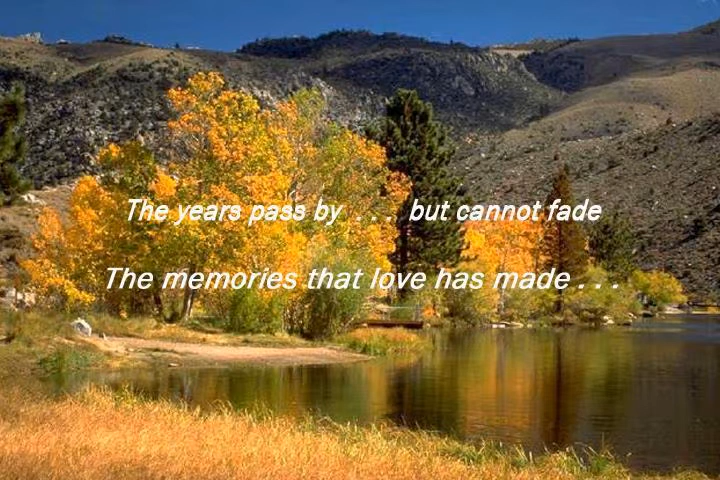 The years pass by . . .  but cannot fade
The memories that love has made . . . .